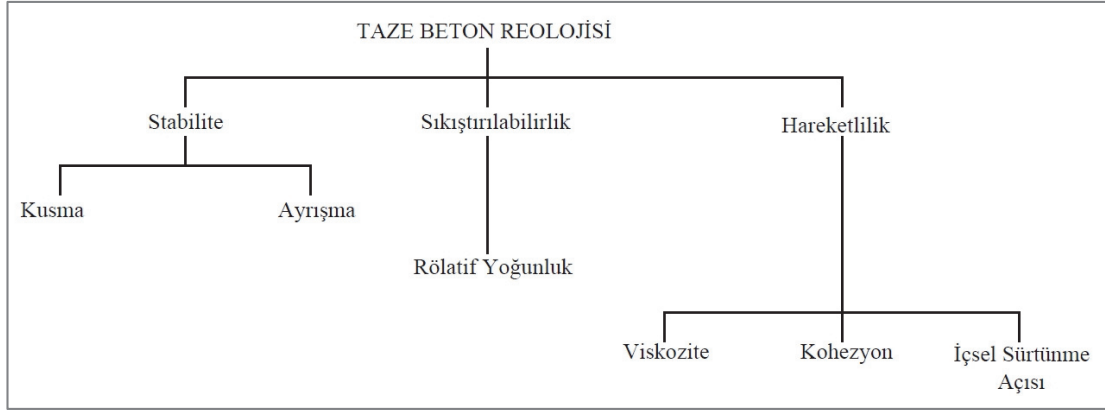 TAZE BETON REOLOJİSİ
Stabilite
Sıkıştırılabilirlik
Hareketlilik
Kusma
Ayrışma
Rölatif Yoğunluk
Viskozite
Kohezyon
İçsel Sürtünme
Açısı